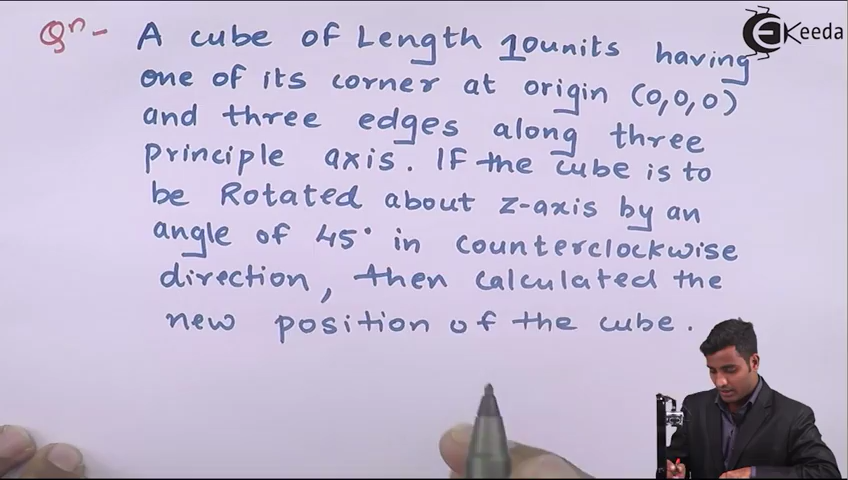 Qn - A cube of Length 10units having
one of its corner at origin (0,0,0)
and three edges along three
principle axis. If the cube is to
be Rotated about z-axis by an
angle of 45° in counterclockwise
direction, then calculated the
new position of the cube.
EKeeda